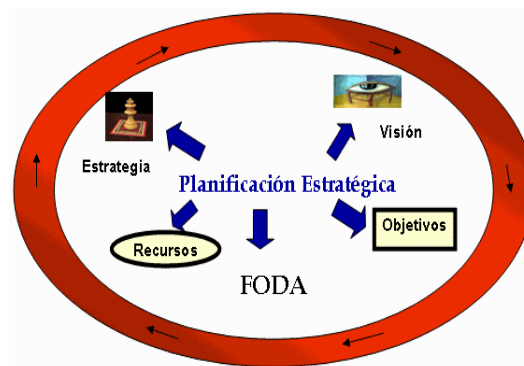 Visión
Estrategia
Planificación Estratégica
Objetivos
Recursos
FODA